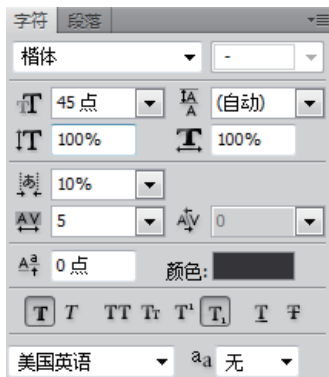 字符 段落
楷体 -
45 点 (自动)
100% 100%
10%
5 0
0 点 颜色:
T T TT Tr T¹ T₁ T T
美国英语 aa 无